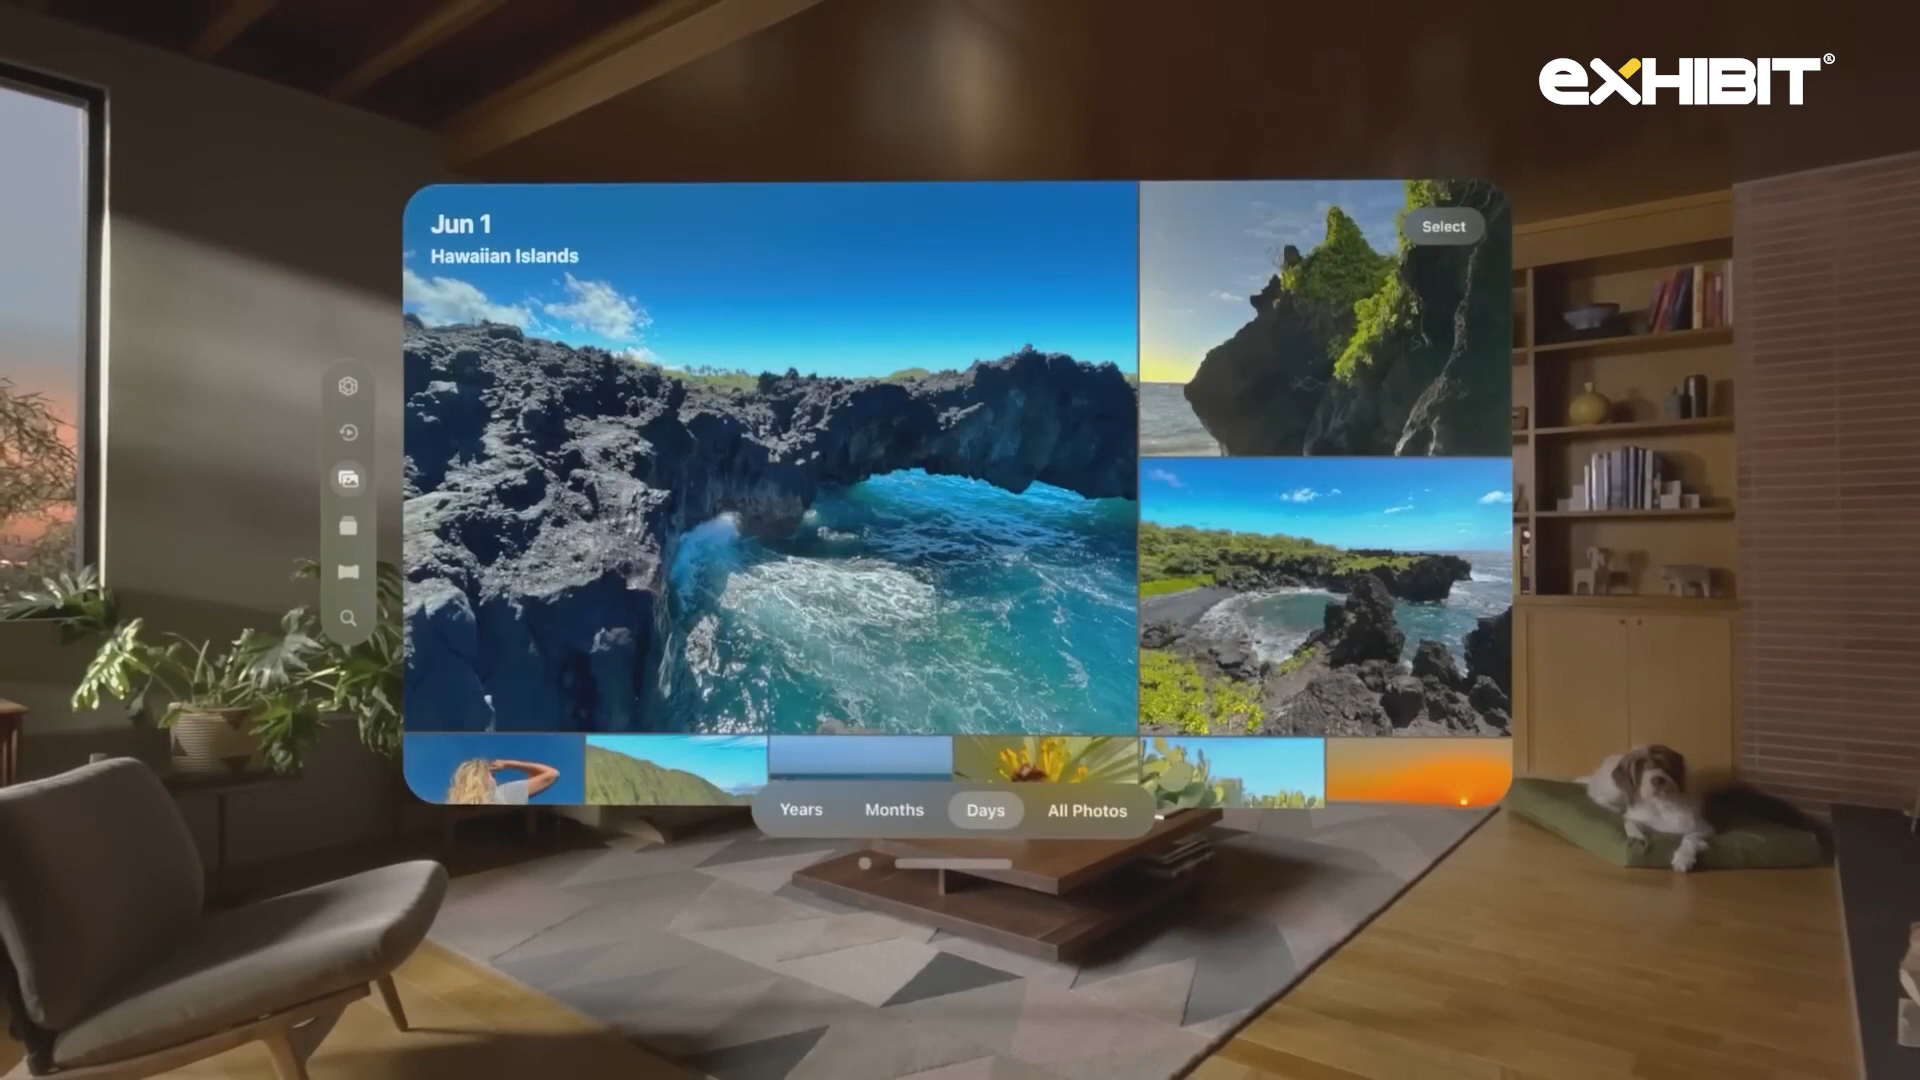 eXHIBIT®
Jun 1
Hawaiian Islands
Select
Years
Months
Days
All Photos